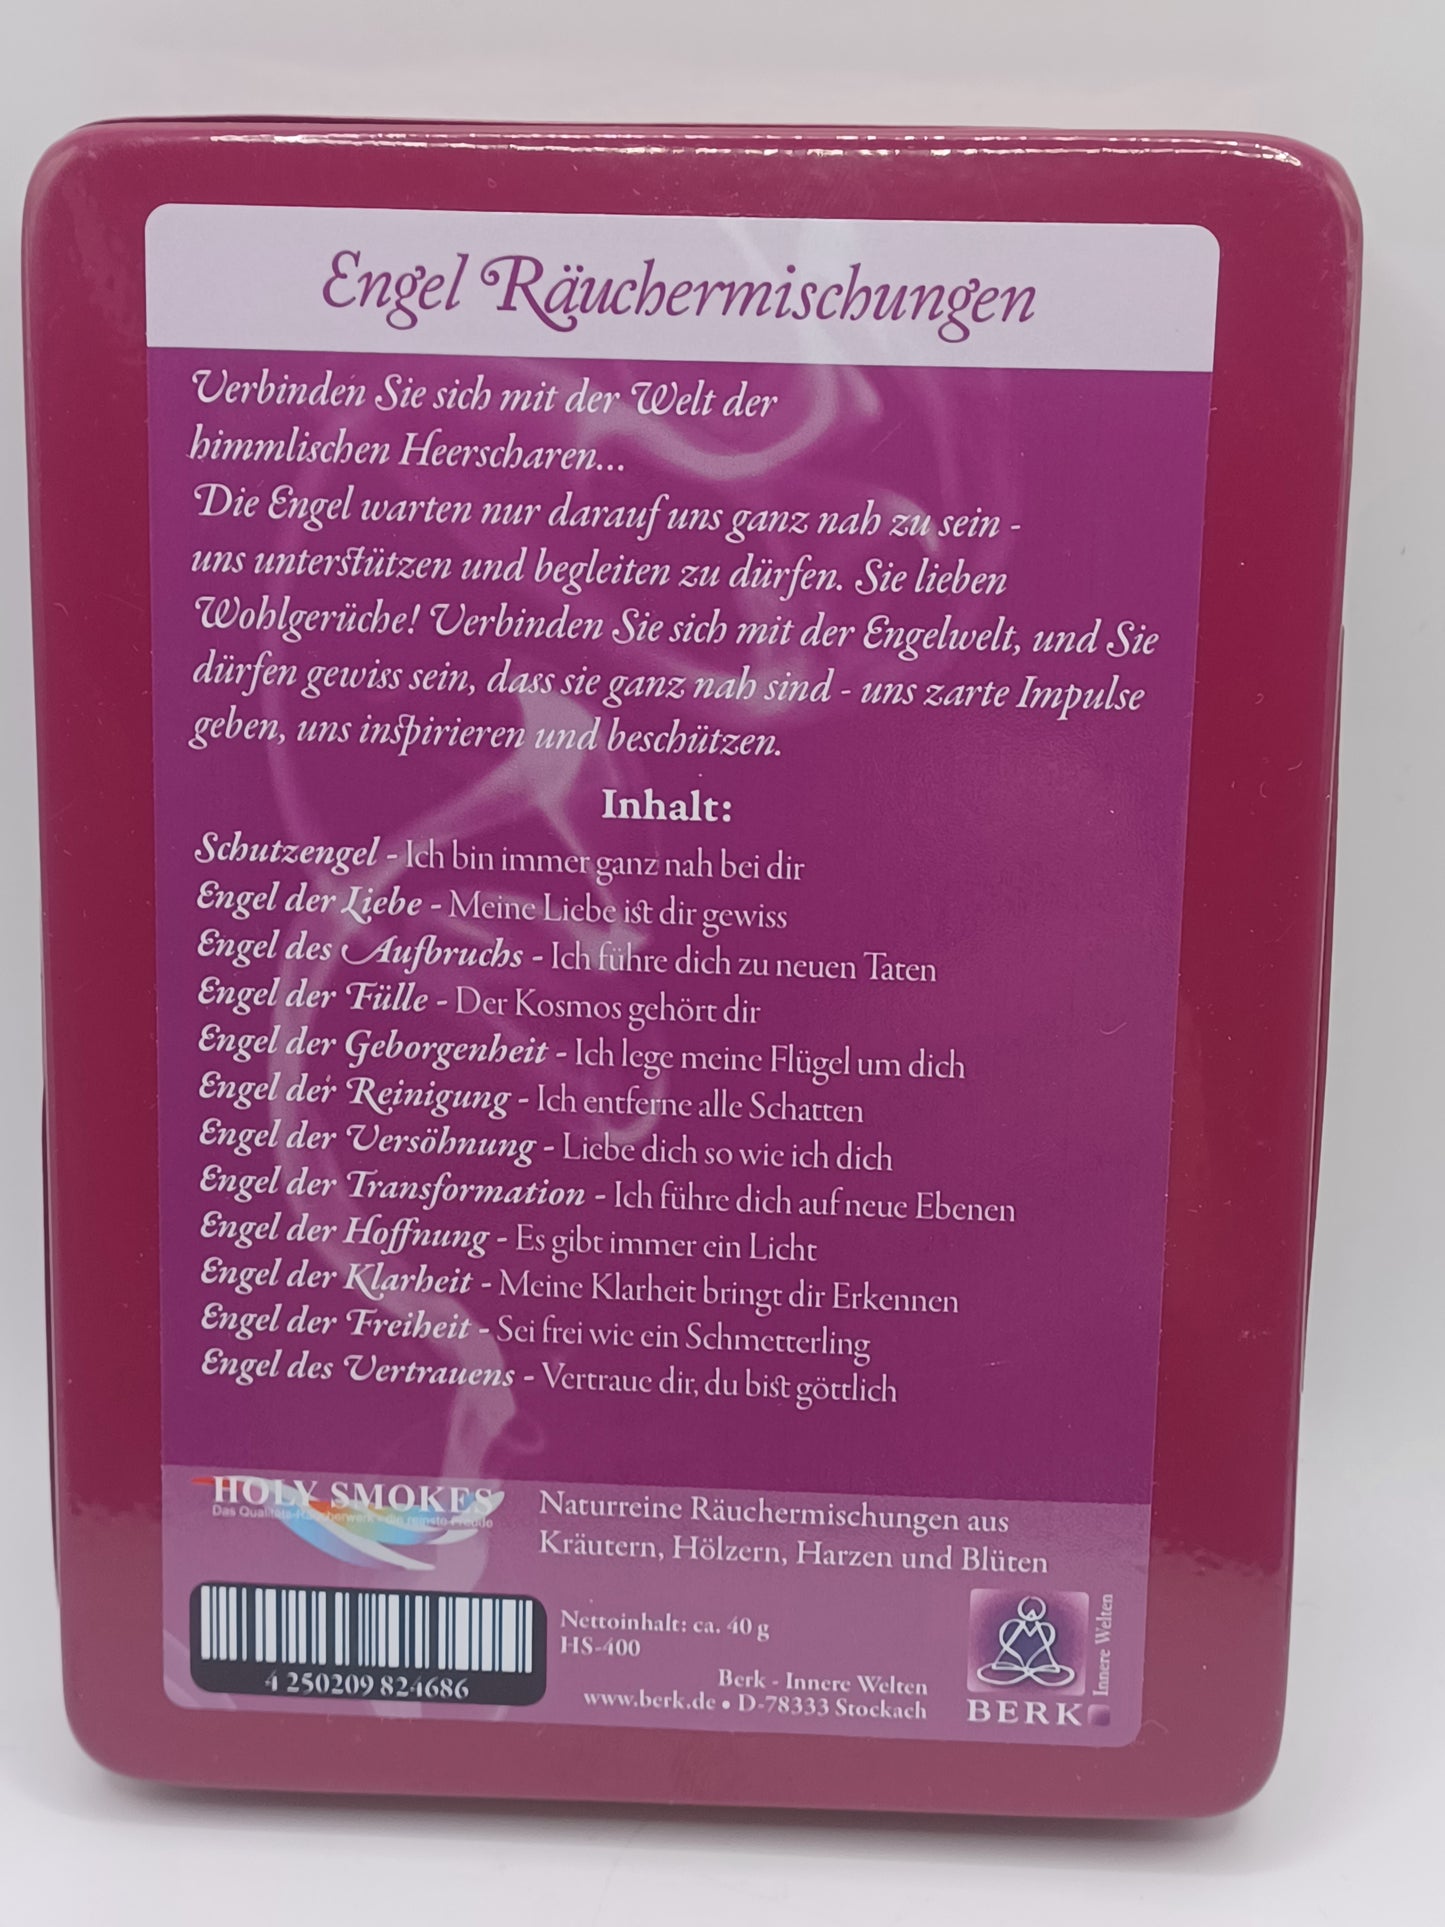 Engel Räuchermischungen
Verbinden Sie sich mit der Welt der
himmlischen Heerscharen...
Die Engel warten nur darauf uns ganz nah zu sein -
uns unterstützen und begleiten zu dürfen. Sie lieben
Wohlgerüche! Verbinden Sie sich mit der Engelwelt, und Sie
dürfen gewiss sein, dass sie ganz nah sind - uns zarte Impulse
geben, uns inspirieren und beschützen.
Inhalt:
Schutzengel - Ich bin immer ganz nah bei dir
Engel der Liebe - Meine Liebe ist dir gewiss
Engel des Aufbruchs - Ich führe dich zu neuen Taten
Engel der Fülle - Der Kosmos gehört dir
Engel der Geborgenheit - Ich lege meine Flügel um dich
Engel der Reinigung - Ich entferne alle Schatten
Engel der Versöhnung - Liebe dich so wie ich dich
Engel der Transformation - Ich führe dich auf neue Ebenen
Engel der Hoffnung - Es gibt immer ein Licht
Engel der Klarheit - Meine Klarheit bringt dir Erkennen
Engel der Freiheit - Sei frei wie ein Schmetterling
Engel des Vertrauens - Vertraue dir, du bist göttlich
HOLY SMOKES
Das Qualitäts-Räucherwerk - die reinste Freude
Naturreine Räuchermischungen aus
Kräutern, Hölzern, Harzen und Blüten
4 250209 824686
Nettoinhalt: ca. 40 g
HS-400
Berk - Innere Welten
www.berk.de • D-78333 Stockach
BERK
Innere Welten